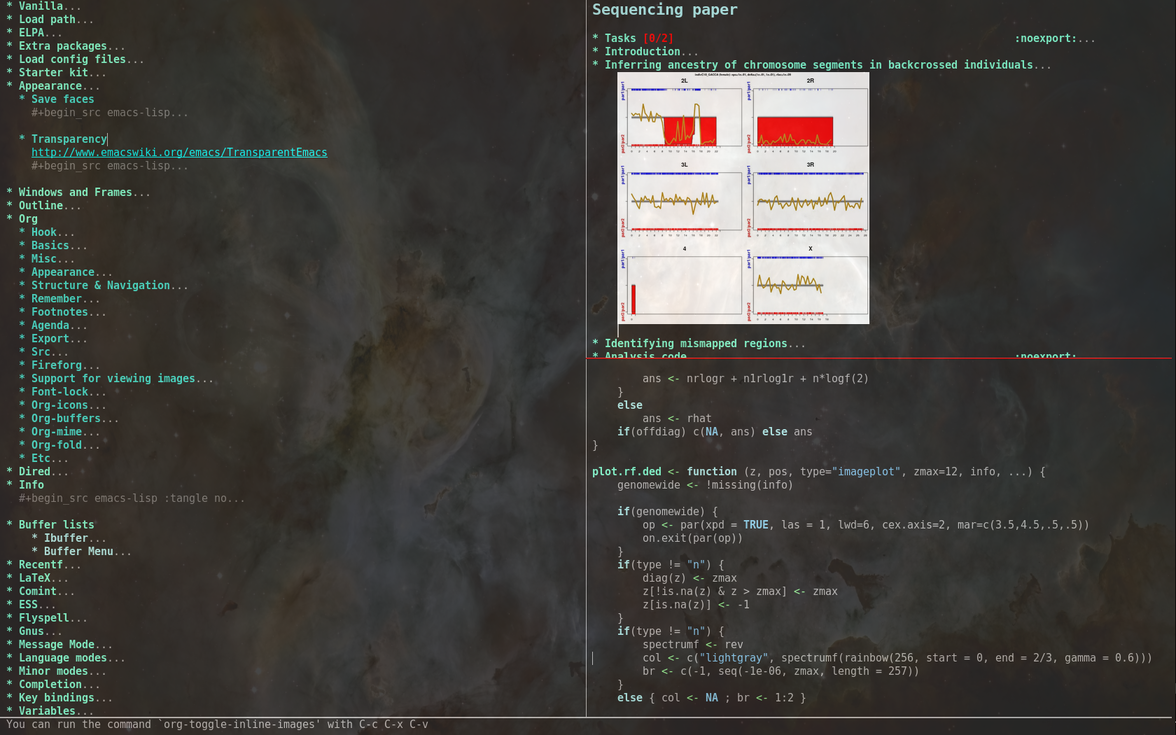 * Vanilla...
* Load path...
* ELPA...
* Extra packages...
* Load config files...
* Starter kit...
* Appearance...
* Save faces
#+begin_src emacs-lisp...
* Transparency
http://www.emacswiki.org/emacs/TransparentEmacs
#+begin_src emacs-lisp...
* Windows and Frames...
* Outline...
* Org
* Hook...
* Basics...
* Misc...
* Appearance...
* Structure & Navigation...
* Remember...
* Footnotes...
* Agenda...
* Export...
* Src...
* Fireforg...
* Support for viewing images...
* Font-lock...
* Org-icons...
* Org-buffers...
* Org-mime...
* Org-fold...
* Etc...
* Dired...
* Info
#+begin_src emacs-lisp :tangle no...
* Buffer lists
* Ibuffer...
* Buffer Menu...
* Recentf...
* LaTeX...
* Comint...
* ESS...
* Flyspell...
* Gnus...
* Message Mode...
* Language modes...
* Minor modes...
* Completion...
* Key bindings...
* Variables...
Sequencing paper
* Tasks [0/2] :noexport:...
* Introduction...
* Inferring ancestry of chromosome segments in backcrossed individuals...
2L 2R
3L 3R
4 X
* Identifying mismapped regions...
* Analysis code :noexport:
ans <- nrlogr + n1rlog1r + n*logf(2)
}
else
ans <- rhat
if(offdiag) c(NA, ans) else ans
}
plot.rf.ded <- function (z, pos, type="imageplot", zmax=12, info, ...) {
genomewide <- !missing(info)
if(genomewide) {
op <- par(xpd = TRUE, las = 1, lwd=6, cex.axis=2, mar=c(3.5,4.5,.5,.5))
on.exit(par(op))
}
if(type != "n") {
diag(z) <- zmax
z[!is.na(z) & z > zmax] <- zmax
z[is.na(z)] <- -1
}
if(type != "n") {
spectrumf <- rev
col <- c("lightgray", spectrumf(rainbow(256, start = 0, end = 2/3, gamma = 0.6)))
br <- c(-1, seq(-1e-06, zmax, length = 257))
}
else { col <- NA ; br <- 1:2 }
You can run the command `org-toggle-inline-images' with C-c C-x C-v